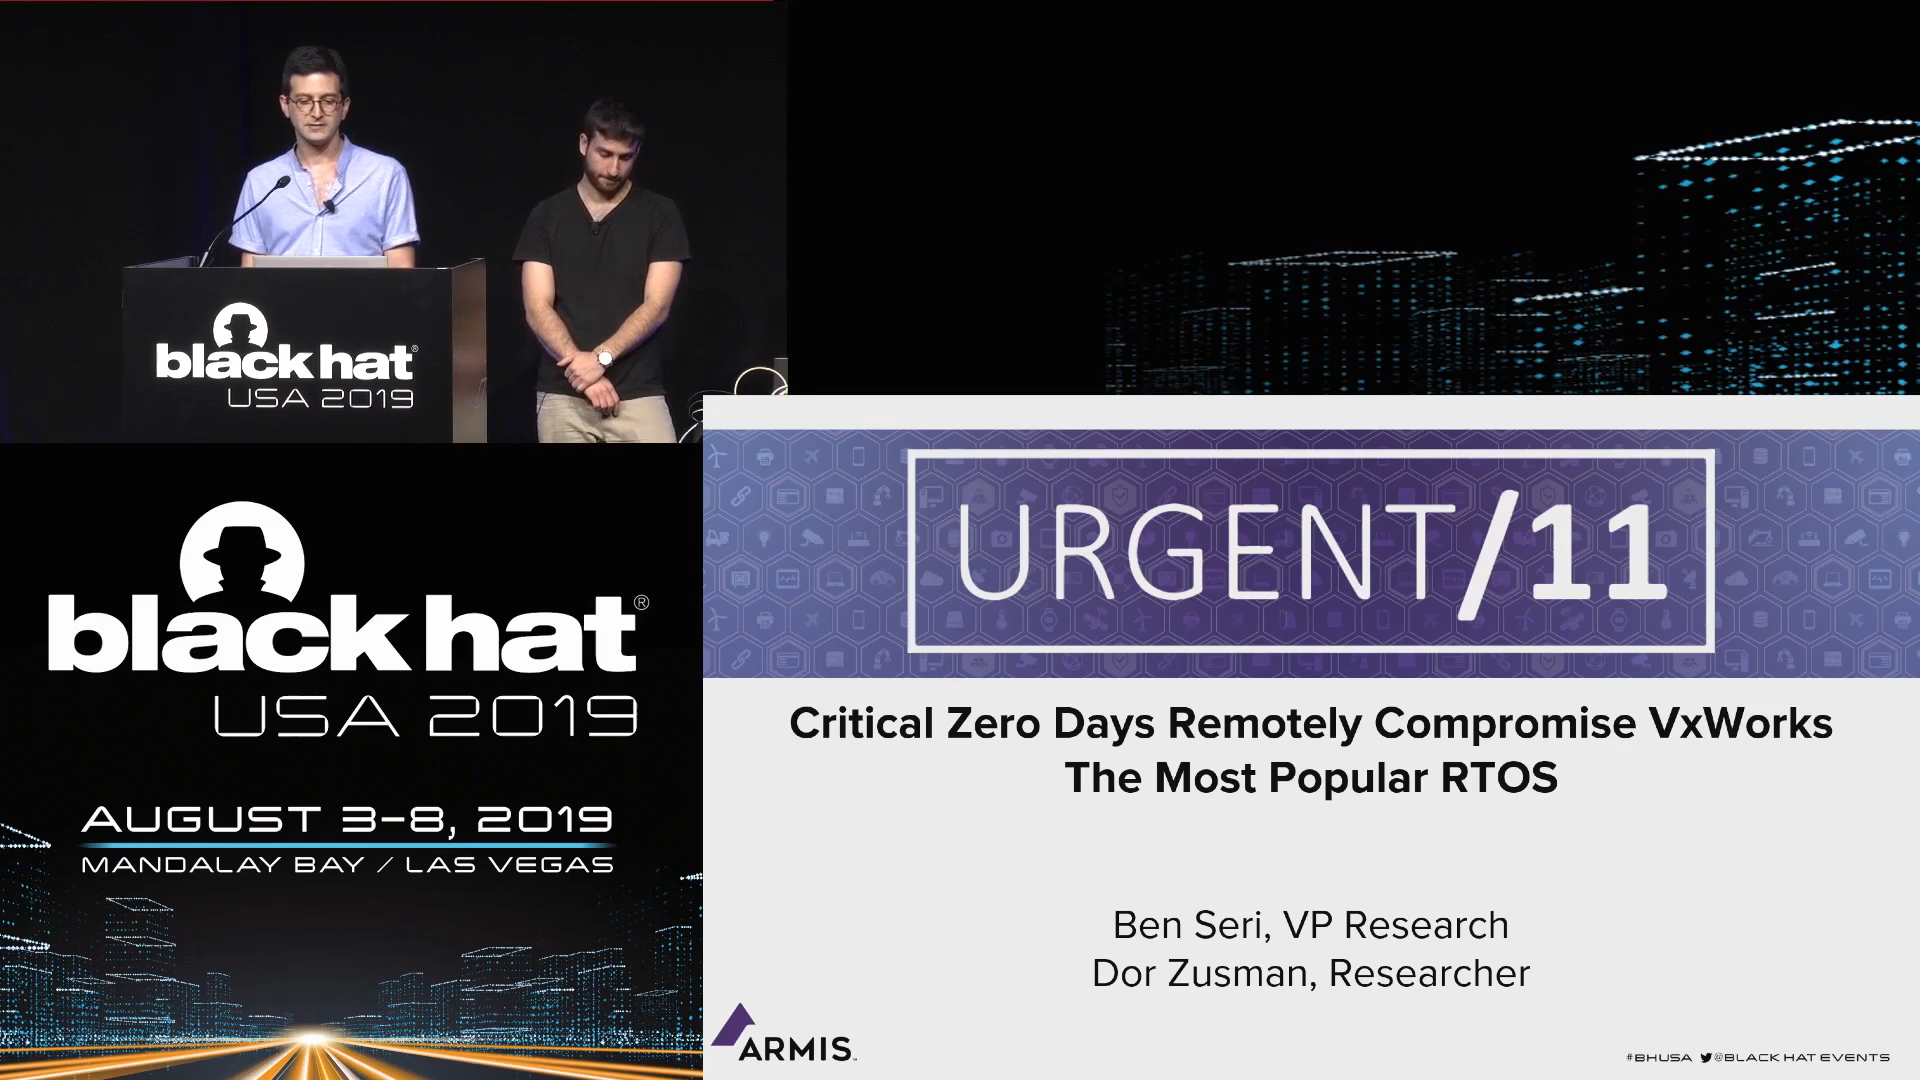 black hat®
USA 2019
black hat®
USA 2019
AUGUST 3-8, 2019
MANDALAY BAY / LAS VEGAS
URGENT/11
Critical Zero Days Remotely Compromise VxWorks
The Most Popular RTOS
Ben Seri, VP Research
Dor Zusman, Researcher
ARMIS™
#BHUSA @BLACK HAT EVENTS